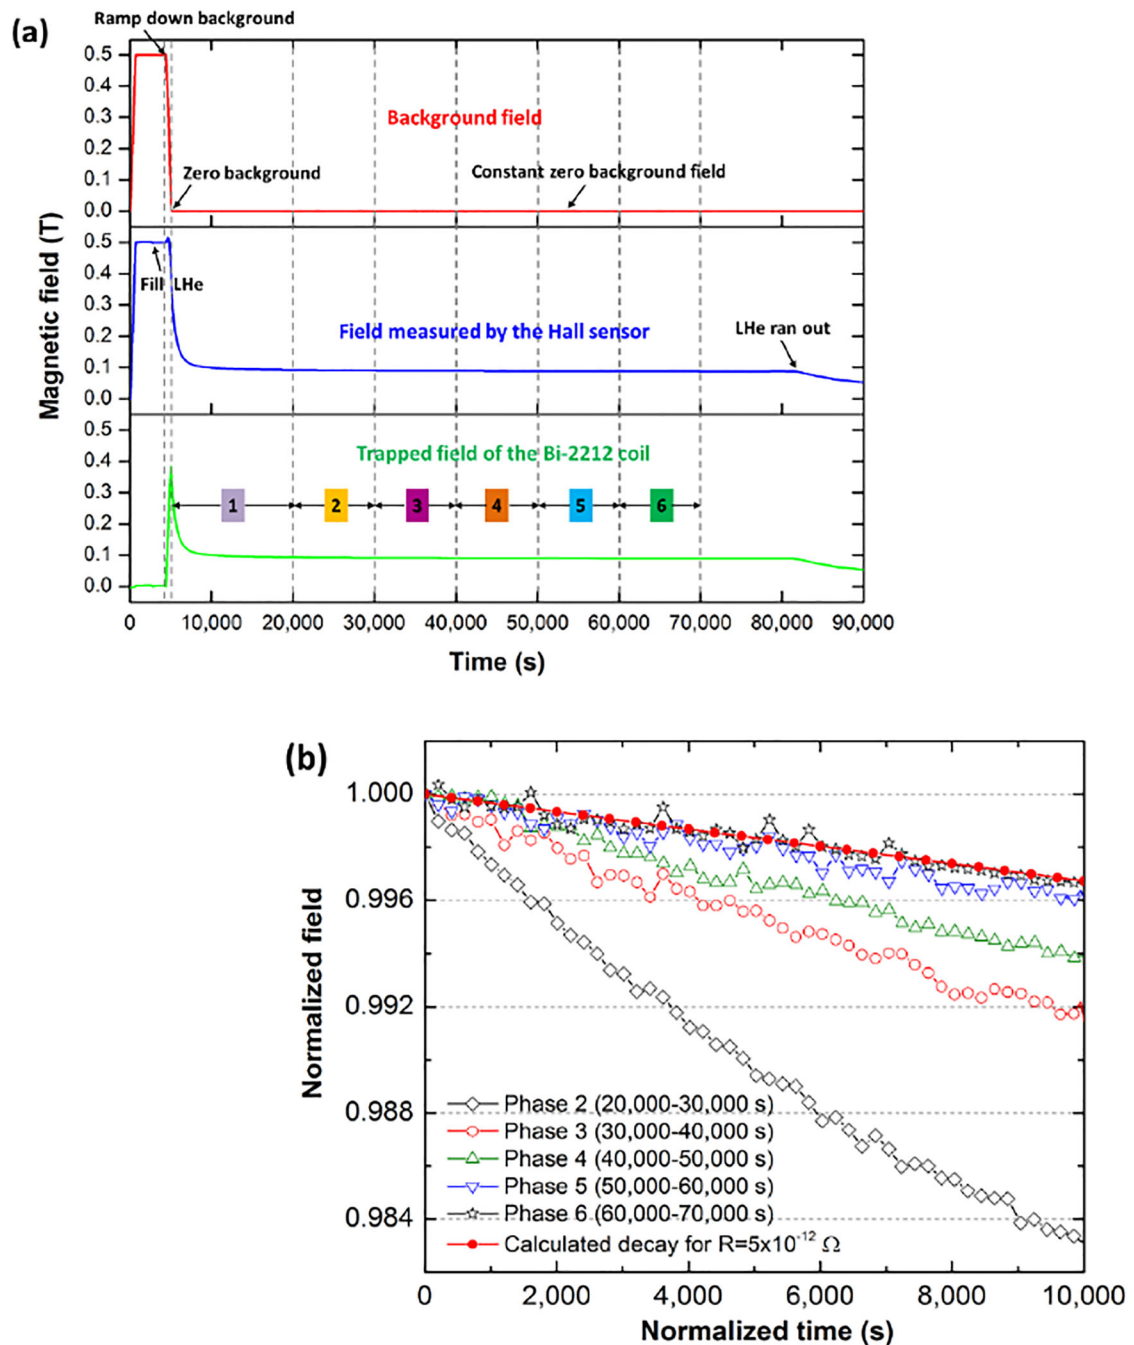 (a)
Ramp down background
0.5
0.4
0.3
0.2
0.1
0.0
Background field
Zero background
Constant zero background field
0.5
0.4
0.3
0.2
0.1
0.0
Fill LHe
Field measured by the Hall sensor
LHe ran out
0.5
0.4
0.3
0.2
0.1
0.0
Trapped field of the Bi-2212 coil
1 2 3 4 5 6
Magnetic field (T)
0 10,000 20,000 30,000 40,000 50,000 60,000 70,000 80,000 90,000
Time (s)
(b)
1.000
0.996
0.992
0.988
0.984
Normalized field
Phase 2 (20,000-30,000 s)
Phase 3 (30,000-40,000 s)
Phase 4 (40,000-50,000 s)
Phase 5 (50,000-60,000 s)
Phase 6 (60,000-70,000 s)
Calculated decay for R=5x10⁻¹² Ω
0 2,000 4,000 6,000 8,000 10,000
Normalized time (s)